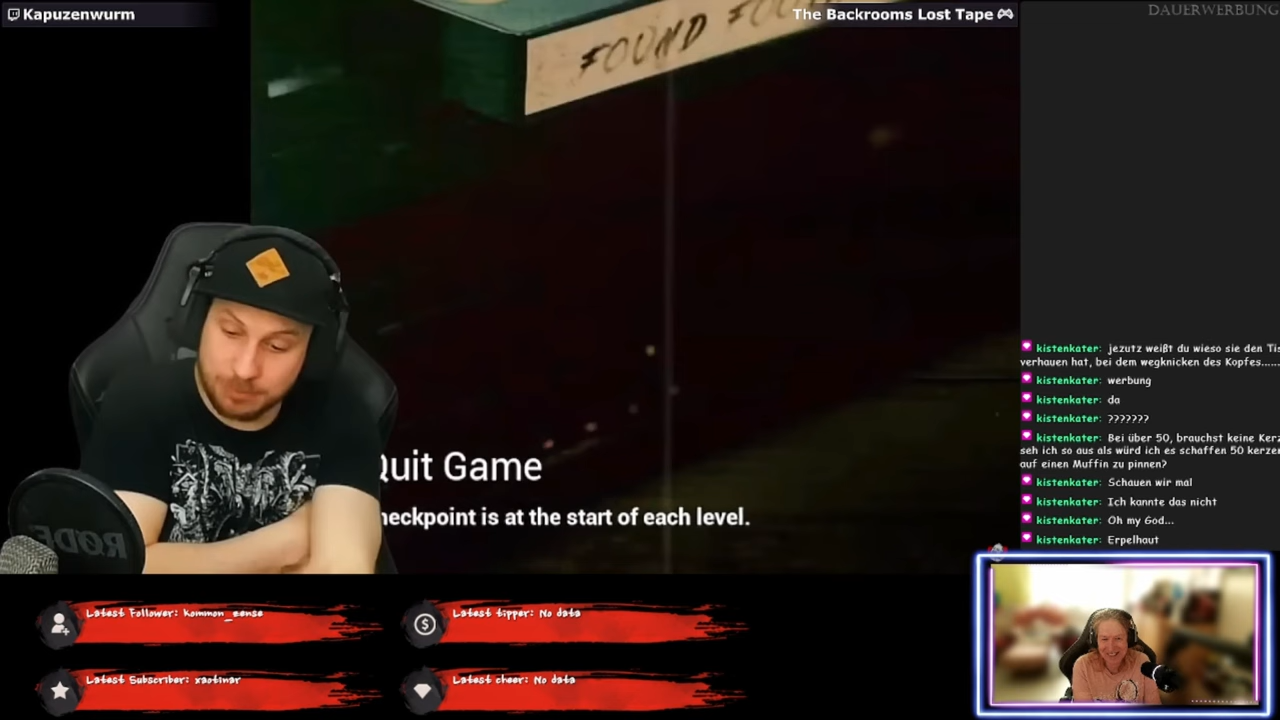 Kapuzenwurm
The Backrooms Lost Tape
DAUERWERBUNG
FOUND
Quit Game
heckpoint is at the start of each level.
RØDE
kistenkater: jezutz weißt du wieso sie den Tis
verhauen hat, bei dem wegknicken des Kopfes......
kistenkater: werbung
kistenkater: da
kistenkater: ???????
kistenkater: Bei über 50, brauchst keine Kerz
seh ich so aus als würd ich es schaffen 50 kerzen
auf einen Muffin zu pinnen?
kistenkater: Schauen wir mal
kistenkater: Ich kannte das nicht
kistenkater: Oh my God...
kistenkater: Erpelhaut
Latest Follower: Kommon_zense
Latest tipper: No data
Latest Subscriber: xaotinar
Latest cheer: No data